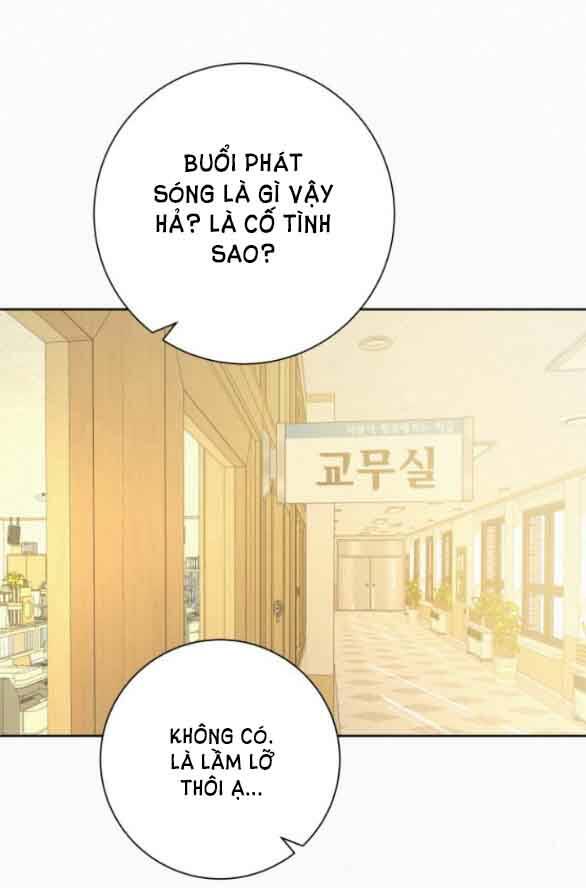 BUỔI PHÁT
SÓNG LÀ GÌ VẬY
HẢ? LÀ CỐ TÌNH
SAO?
교무실
KHÔNG CÓ.
LÀ LẦM LỠ
THÔI Ạ...